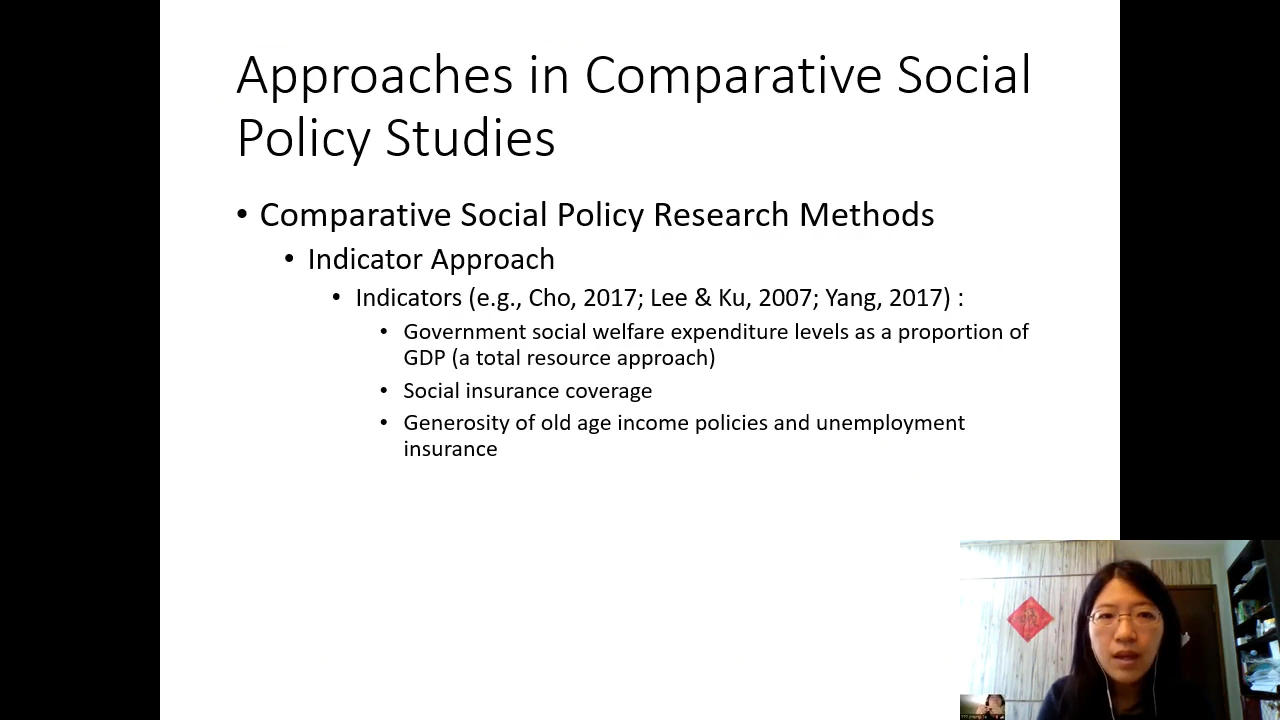 Approaches in Comparative Social
Policy Studies
• Comparative Social Policy Research Methods
• Indicator Approach
• Indicators (e.g., Cho, 2017; Lee & Ku, 2007; Yang, 2017) :
• Government social welfare expenditure levels as a proportion of
GDP (a total resource approach)
• Social insurance coverage
• Generosity of old age income policies and unemployment
insurance